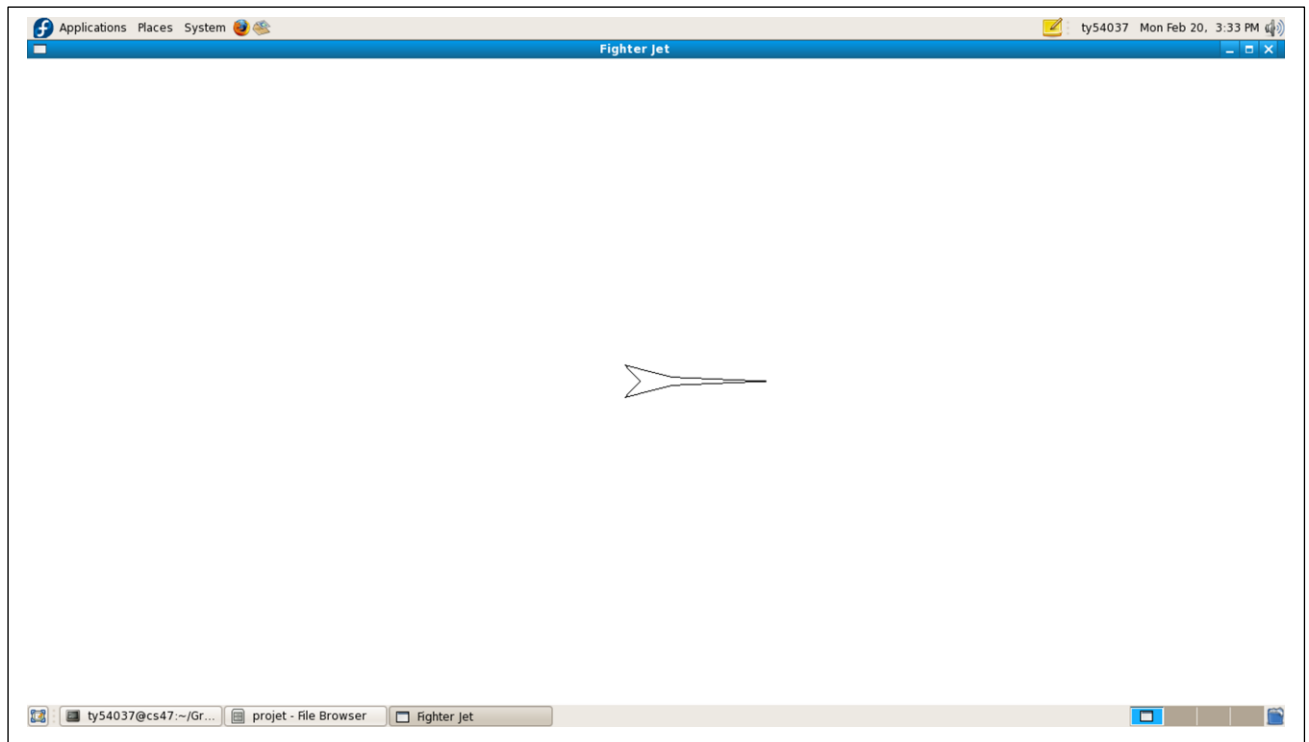 Applications Places System ty54037 Mon Feb 20, 3:33 PM
Fighter Jet
ty54037@cs47:~/Gr... projet - File Browser Fighter Jet